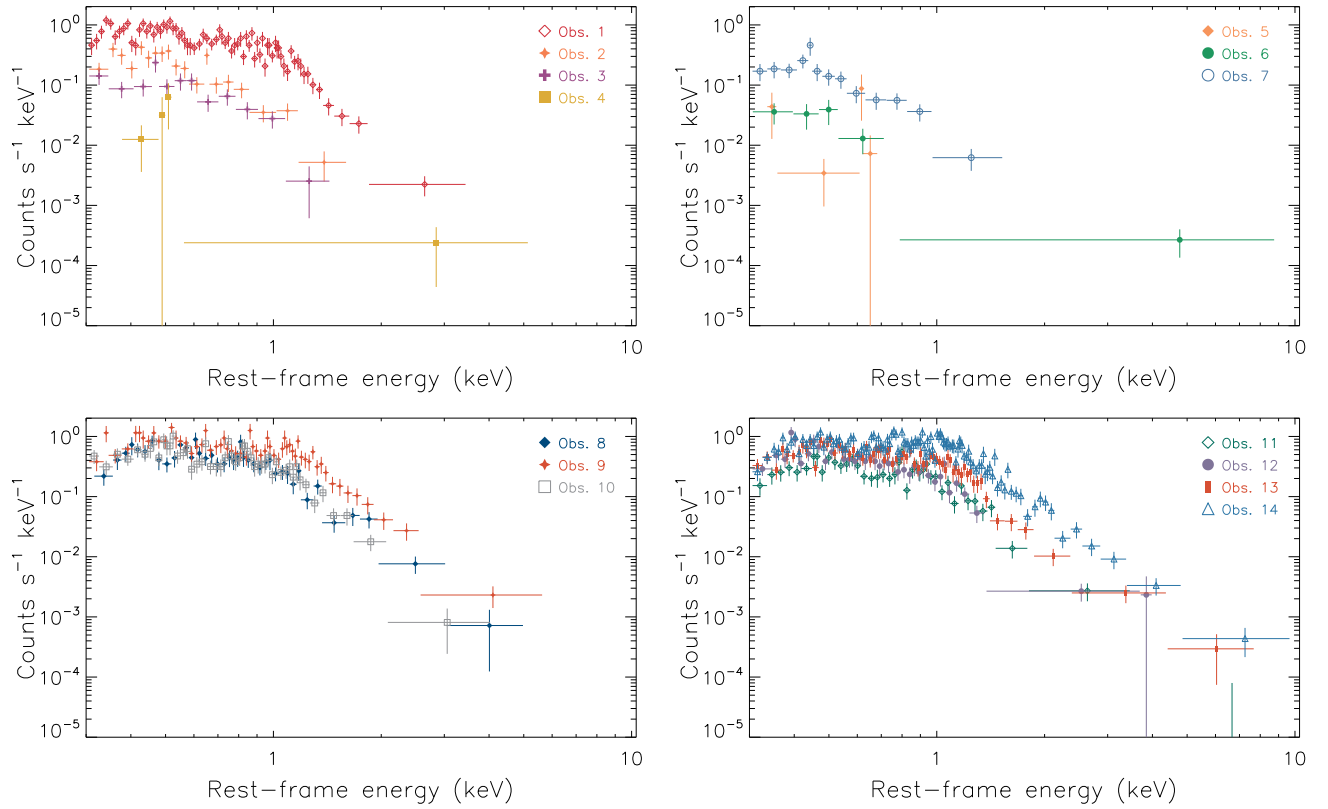 10⁰
10⁻¹
10⁻²
10⁻³
10⁻⁴
10⁻⁵
Counts s⁻¹ keV⁻¹
Obs. 1
Obs. 2
Obs. 3
Obs. 4
1
10
Rest-frame energy (keV)
10⁰
10⁻¹
10⁻²
10⁻³
10⁻⁴
10⁻⁵
Counts s⁻¹ keV⁻¹
Obs. 5
Obs. 6
Obs. 7
1
10
Rest-frame energy (keV)
10⁰
10⁻¹
10⁻²
10⁻³
10⁻⁴
10⁻⁵
Counts s⁻¹ keV⁻¹
Obs. 8
Obs. 9
Obs. 10
1
10
Rest-frame energy (keV)
10⁰
10⁻¹
10⁻²
10⁻³
10⁻⁴
10⁻⁵
Counts s⁻¹ keV⁻¹
Obs. 11
Obs. 12
Obs. 13
Obs. 14
1
10
Rest-frame energy (keV)